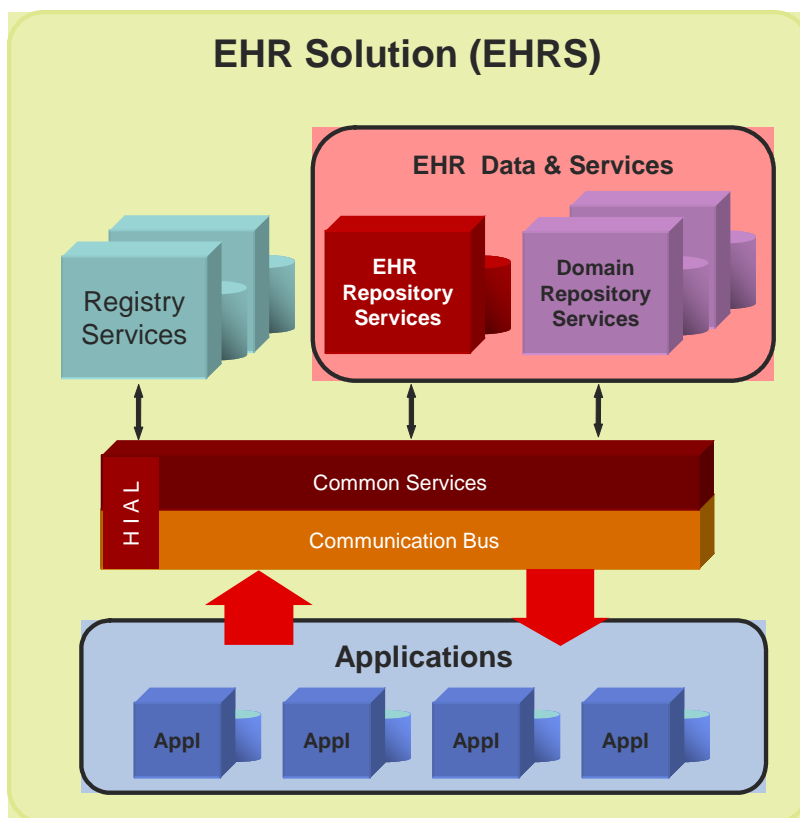 EHR Solution (EHRS)
EHR Data & Services
Registry
Services
EHR
Repository
Services
Domain
Repository
Services
HIAL
Common Services
Communication Bus
Applications
Appl
Appl
Appl
Appl